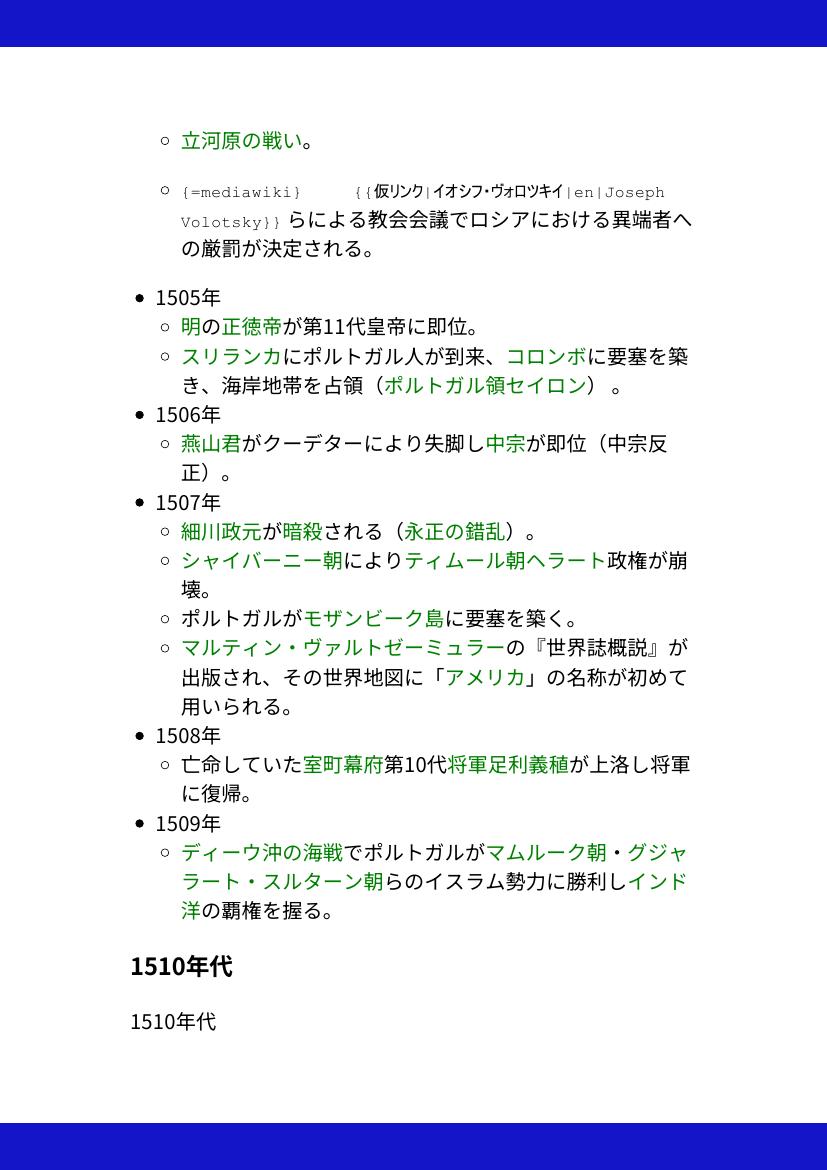 立河原の戦い。
{=mediawiki} {{仮リンク|イオシフ・ヴォロツキイ|en|Joseph
Volotsky}} らによる教会会議でロシアにおける異端者へ
の厳罰が決定される。
1505年
明の正徳帝が第11代皇帝に即位。
スリランカにポルトガル人が到来、コロンボに要塞を築
き、海岸地帯を占領（ポルトガル領セイロン） 。
1506年
燕山君がクーデターにより失脚し中宗が即位（中宗反
正）。
1507年
細川政元が暗殺される（永正の錯乱）。
シャイバーニー朝によりティムール朝ヘラート政権が崩
壊。
ポルトガルがモザンビーク島に要塞を築く。
マルティン・ヴァルトゼーミュラーの『世界誌概説』が
出版され、その世界地図に「アメリカ」の名称が初めて
用いられる。
1508年
亡命していた室町幕府第10代将軍足利義稙が上洛し将軍
に復帰。
1509年
ディーウ沖の海戦でポルトガルがマムルーク朝・グジャ
ラート・スルターン朝らのイスラム勢力に勝利しインド
洋の覇権を握る。
1510年代
1510年代